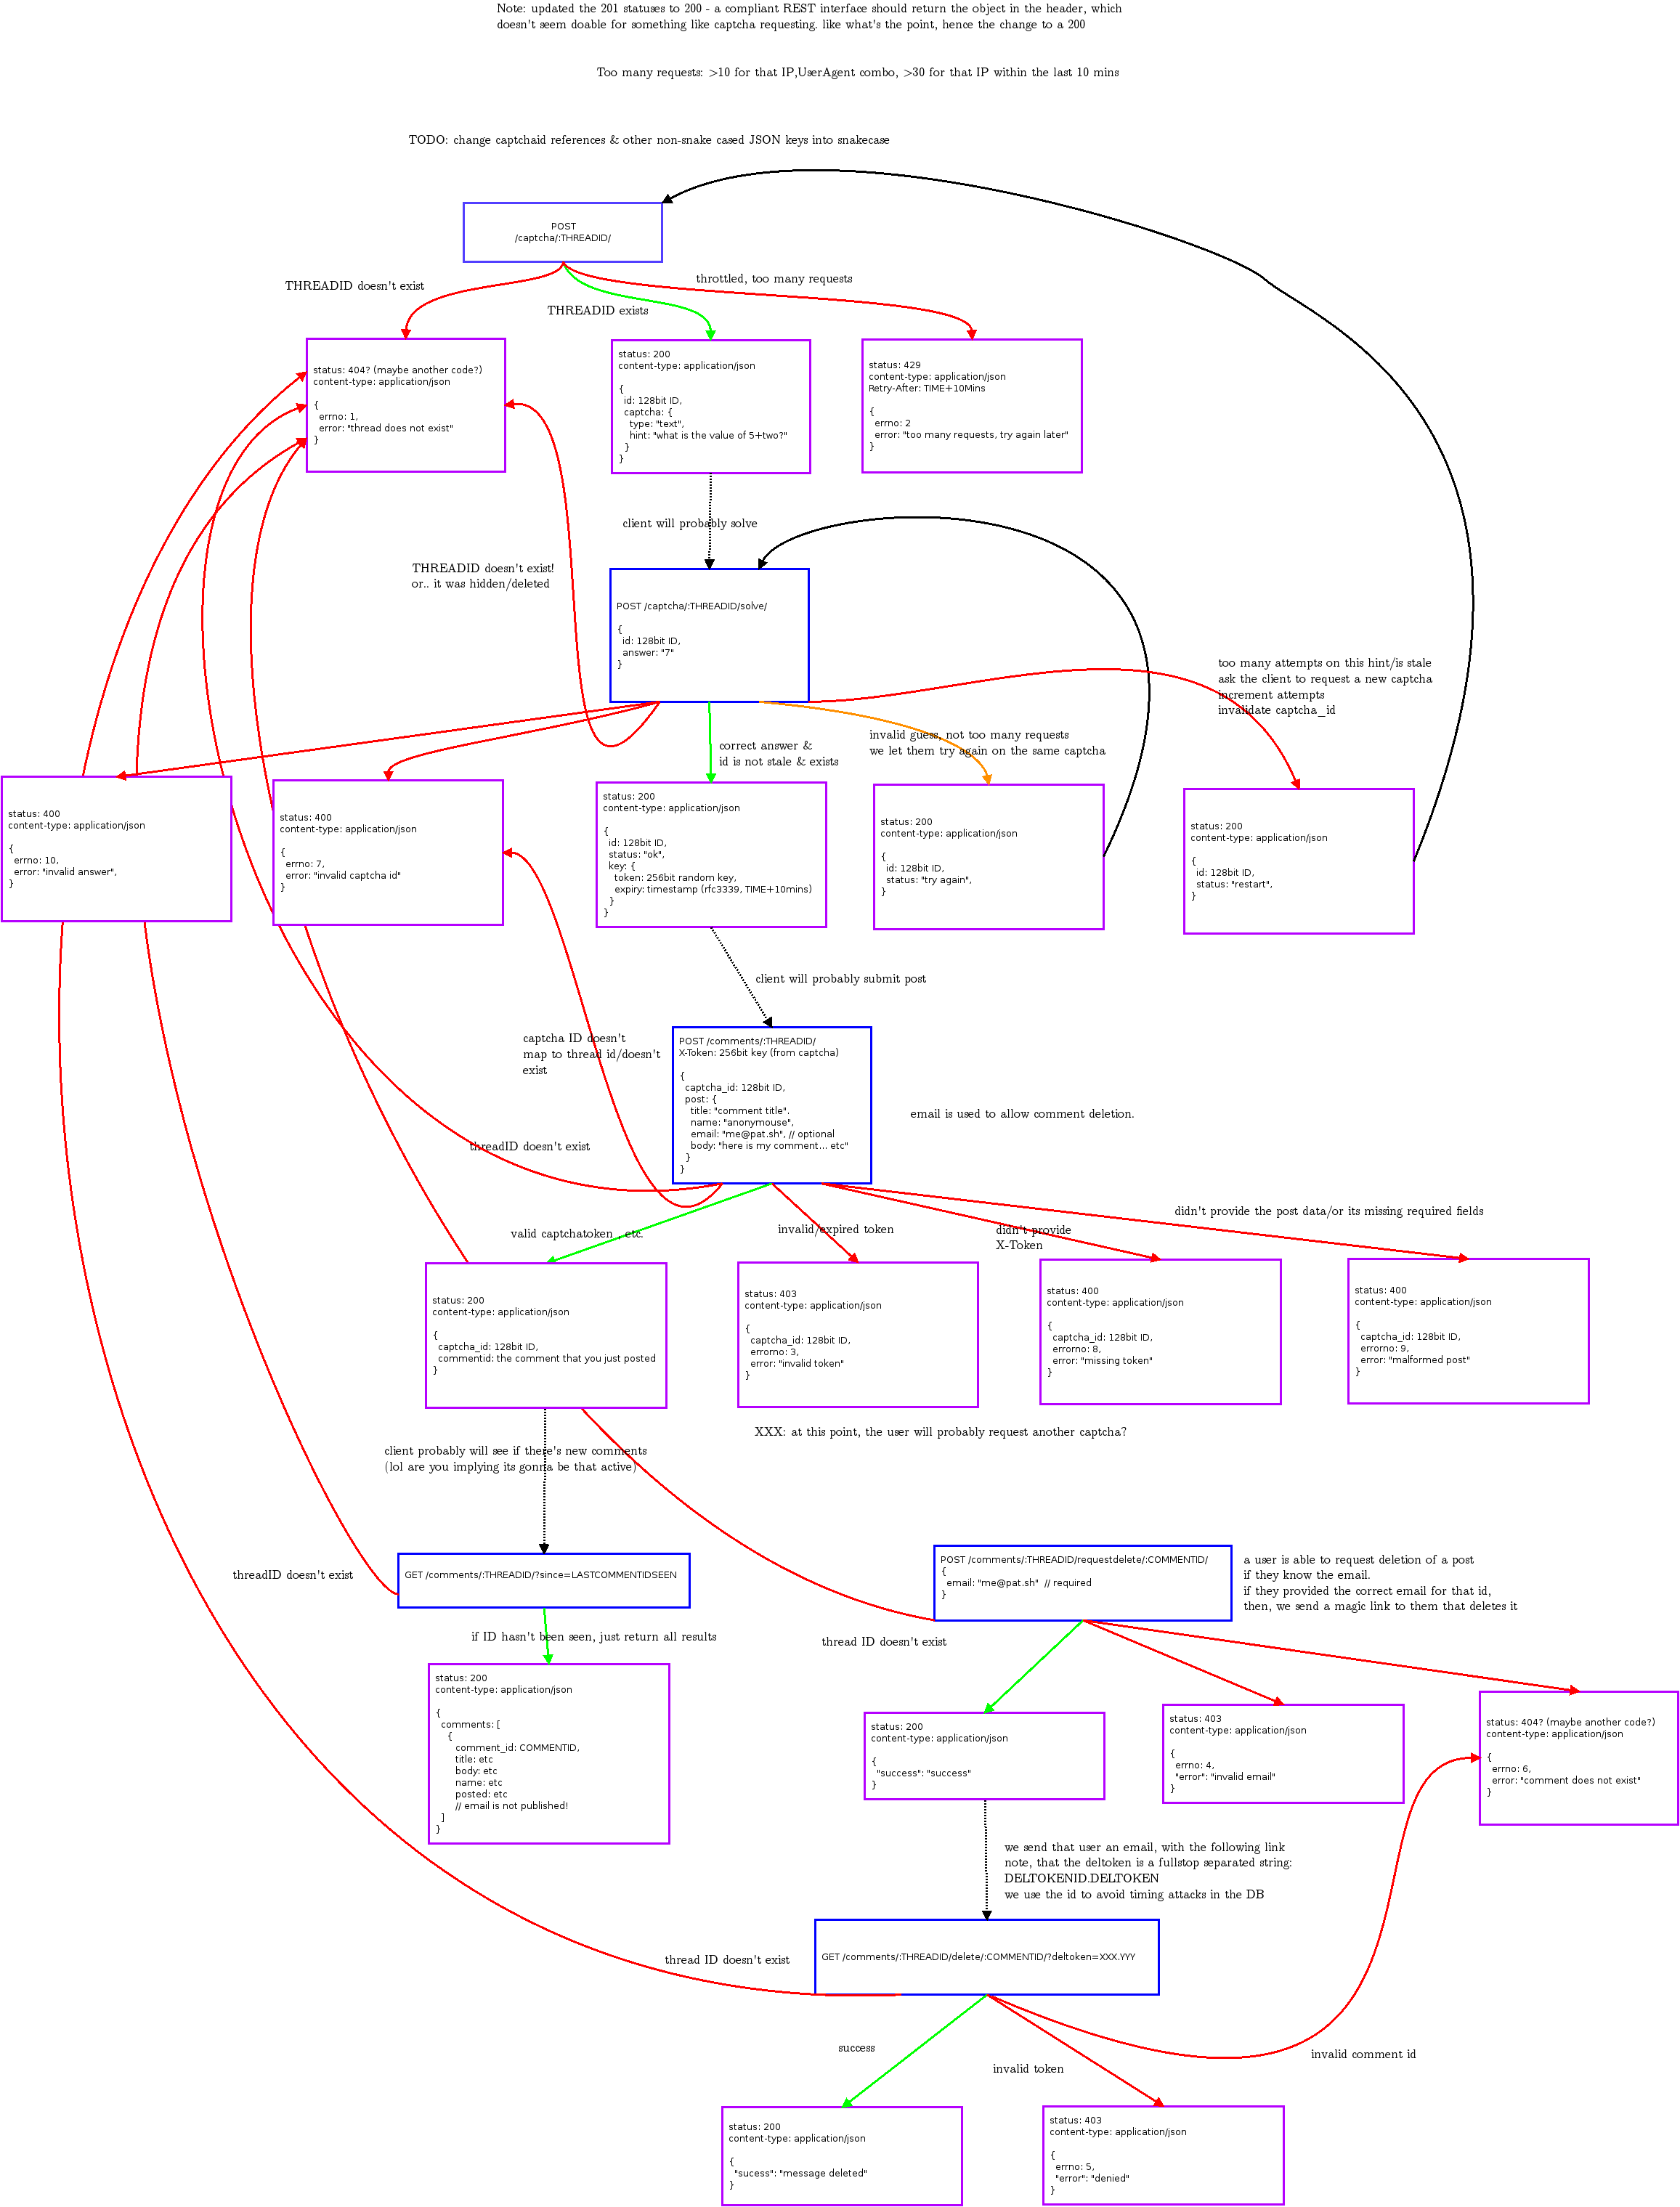 Note: updated the 201 statuses to 200 - a compliant REST interface should return the object in the header, which
doesn't seem doable for something like captcha requesting. like what's the point, hence the change to a 200
Too many requests: >10 for that IP,UserAgent combo, >30 for that IP within the last 10 mins
TODO: change captchaid references & other non-snake cased JSON keys into snakecase
POST
/captcha/:THREADID/
THREADID doesn't exist
THREADID exists
throttled, too many requests
status: 404? (maybe another code?)
content-type: application/json
{
errno: 1,
error: "thread does not exist"
}
status: 200
content-type: application/json
{
id: 128bit ID,
captcha: {
type: "text",
hint: "what is the value of 5+two?"
}
}
status: 429
content-type: application/json
Retry-After: TIME+10Mins
{
errno: 2
error: "too many requests, try again later"
}
client will probably solve
THREADID doesn't exist!
or.. it was hidden/deleted
POST /captcha/:THREADID/solve/
{
id: 128bit ID,
answer: "7"
}
too many attempts on this hint/is stale
ask the client to request a new captcha
increment attempts
invalidate captcha_id
correct answer &
id is not stale & exists
invalid guess, not too many requests
we let them try again on the same captcha
status: 400
content-type: application/json
{
errno: 10,
error: "invalid answer",
}
status: 400
content-type: application/json
{
errno: 7,
error: "invalid captcha id"
}
status: 200
content-type: application/json
{
id: 128bit ID,
status: "ok",
key: {
token: 256bit random key,
expiry: timestamp (rfc3339, TIME+10mins)
}
}
status: 200
content-type: application/json
{
id: 128bit ID,
status: "try again",
}
status: 200
content-type: application/json
{
id: 128bit ID,
status: "restart",
}
client will probably submit post
captcha ID doesn't
map to thread id/doesn't
exist
POST /comments/:THREADID/
X-Token: 256bit key (from captcha)
{
captcha_id: 128bit ID,
post: {
title: "comment title".
name: "anonymouse",
email: "me@pat.sh", // optional
body: "here is my comment... etc"
}
}
email is used to allow comment deletion.
threadID doesn't exist
valid captchatoken , etc.
invalid/expired token
didn't provide
X-Token
didn't provide the post data/or its missing required fields
status: 200
content-type: application/json
{
captcha_id: 128bit ID,
commentid: the comment that you just posted
}
status: 403
content-type: application/json
{
captcha_id: 128bit ID,
errorno: 3,
error: "invalid token"
}
status: 400
content-type: application/json
{
captcha_id: 128bit ID,
errorno: 8,
error: "missing token"
}
status: 400
content-type: application/json
{
captcha_id: 128bit ID,
errorno: 9,
error: "malformed post"
}
XXX: at this point, the user will probably request another captcha?
client probably will see if there's new comments
(lol are you implying its gonna be that active)
threadID doesn't exist
GET /comments/:THREADID/?since=LASTCOMMENTIDSEEN
POST /comments/:THREADID/requestdelete/:COMMENTID/
{
email: "me@pat.sh" // required
}
a user is able to request deletion of a post
if they know the email.
if they provided the correct email for that id,
then, we send a magic link to them that deletes it
if ID hasn't been seen, just return all results
thread ID doesn't exist
status: 200
content-type: application/json
{
comments: [
{
comment_id: COMMENTID,
title: etc
body: etc
name: etc
posted: etc
// email is not published!
]
}
status: 200
content-type: application/json
{
"success": "success"
}
status: 403
content-type: application/json
{
errno: 4,
"error": "invalid email"
}
status: 404? (maybe another code?)
content-type: application/json
{
errno: 6,
error: "comment does not exist"
}
we send that user an email, with the following link
note, that the deltoken is a fullstop separated string:
DELTOKENID.DELTOKEN
we use the id to avoid timing attacks in the DB
thread ID doesn't exist
GET /comments/:THREADID/delete/:COMMENTID/?deltoken=XXX.YYY
success
invalid token
invalid comment id
status: 200
content-type: application/json
{
"sucess": "message deleted"
}
status: 403
content-type: application/json
{
errno: 5,
"error": "denied"
}